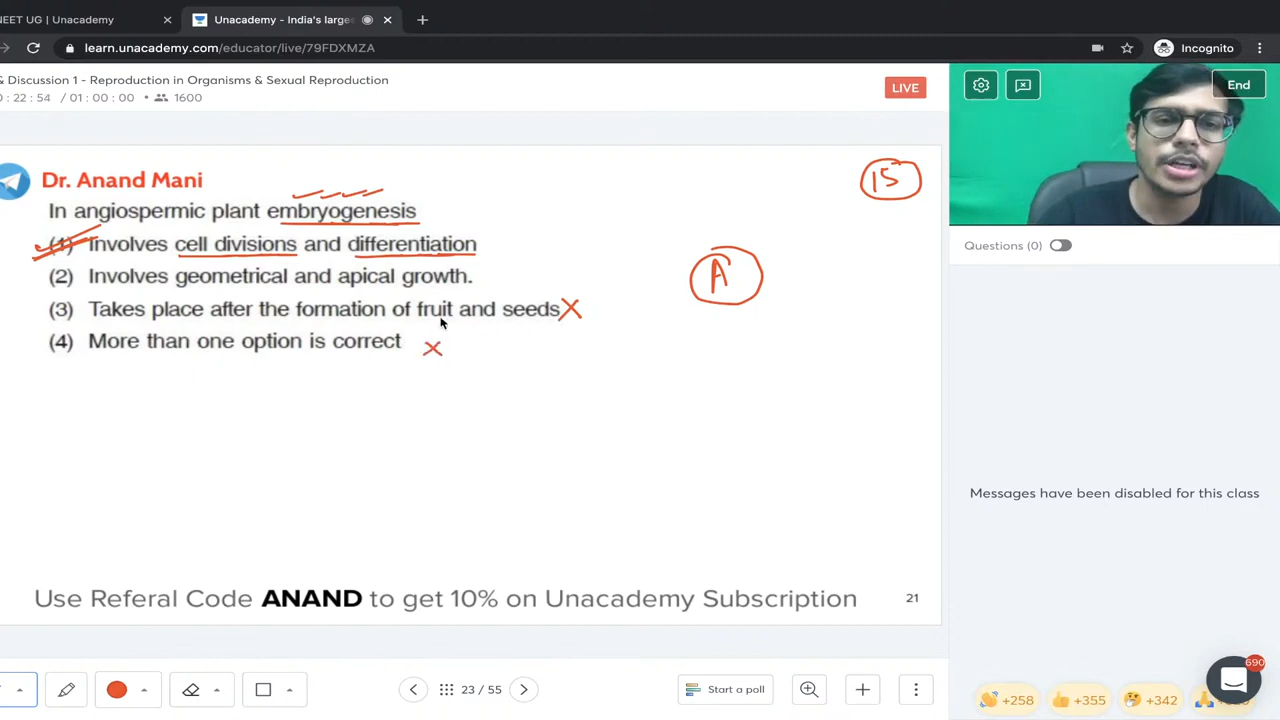 NEET UG | Unacademy
Unacademy - India's larges
learn.unacademy.com/educator/live/79FDXMZA
Incognito
& Discussion 1 - Reproduction in Organisms & Sexual Reproduction
: 22 : 54 / 01 : 00 : 00 • 1600
LIVE
End
Dr. Anand Mani
15
In angiospermic plant embryogenesis
(1) Involves cell divisions and differentiation
(2) Involves geometrical and apical growth.
(3) Takes place after the formation of fruit and seeds
(4) More than one option is correct
A
Questions (0)
Messages have been disabled for this class
Use Referal Code ANAND to get 10% on Unacademy Subscription
21
23 / 55
Start a poll
690
+258
+355
+342